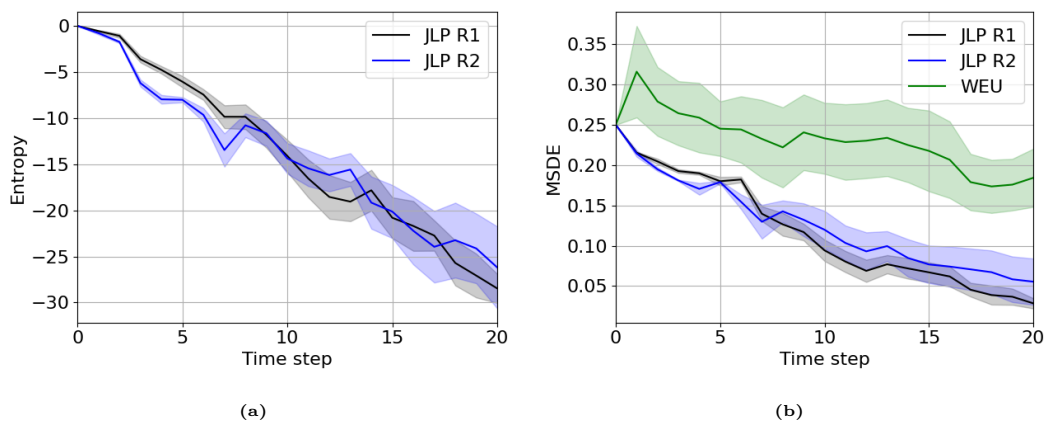 0
−5
−10
−15
−20
−25
−30
Entropy
JLP R1
JLP R2
0 5 10 15 20
Time step
(a)
0.35
0.30
0.25
0.20
0.15
0.10
0.05
MSDE
JLP R1
JLP R2
WEU
0 5 10 15 20
Time step
(b)